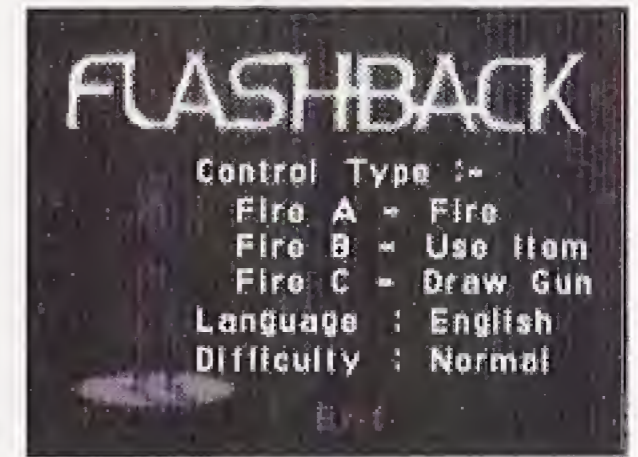 FLASHBACK
Control Type :-
Fire A - Fire
Fire B - Use Item
Fire C - Draw Gun
Language : English
Difficulty : Normal